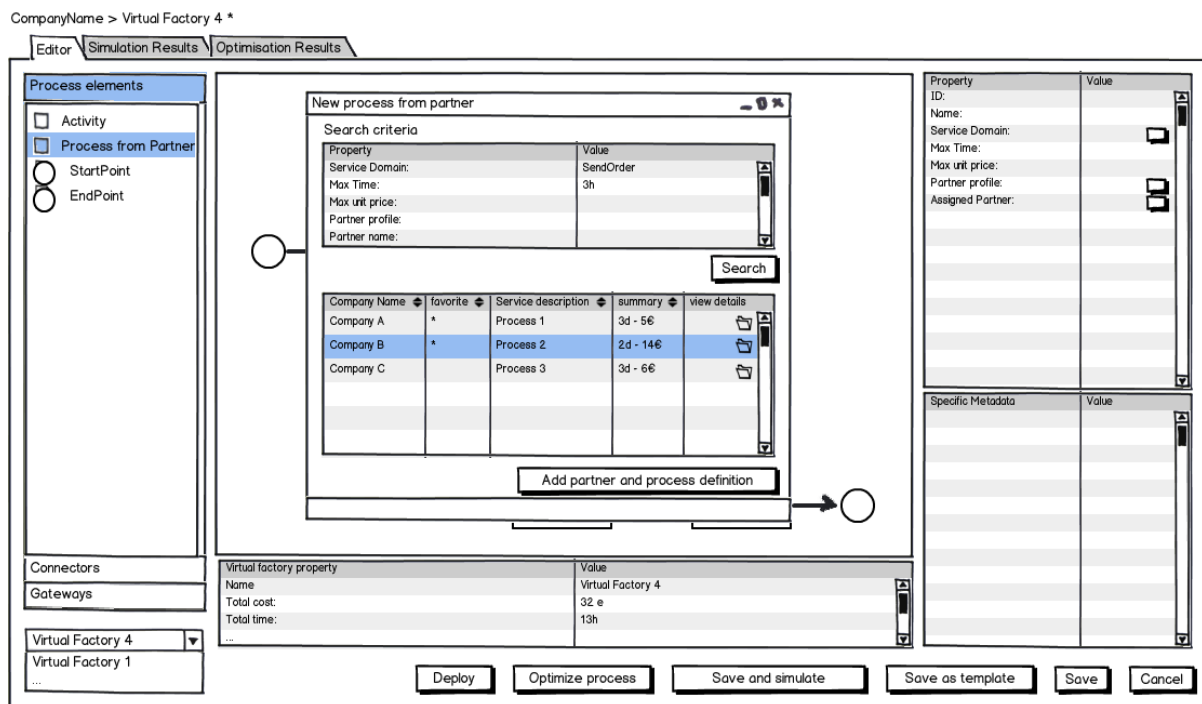 CompanyName > Virtual Factory 4 *
Editor Simulation Results Optimisation Results
Process elements
Activity
Process from Partner
StartPoint
EndPoint
Connectors
Gateways
Virtual Factory 4
Virtual Factory 1
...
New process from partner
Search criteria
Property Value
Service Domain: SendOrder
Max Time: 3h
Max unit price:
Partner profile:
Partner name:
Search
Company Name favorite Service description summary view details
Company A * Process 1 3d - 5€
Company B * Process 2 2d - 14€
Company C Process 3 3d - 6€
Add partner and process definition
Virtual factory property Value
Name Virtual Factory 4
Total cost: 32 e
Total time: 13h
...
Property Value
ID:
Name:
Service Domain:
Max Time:
Max unit price:
Partner profile:
Assigned Partner:
Specific Metadata Value
Deploy Optimize process Save and simulate Save as template Save Cancel